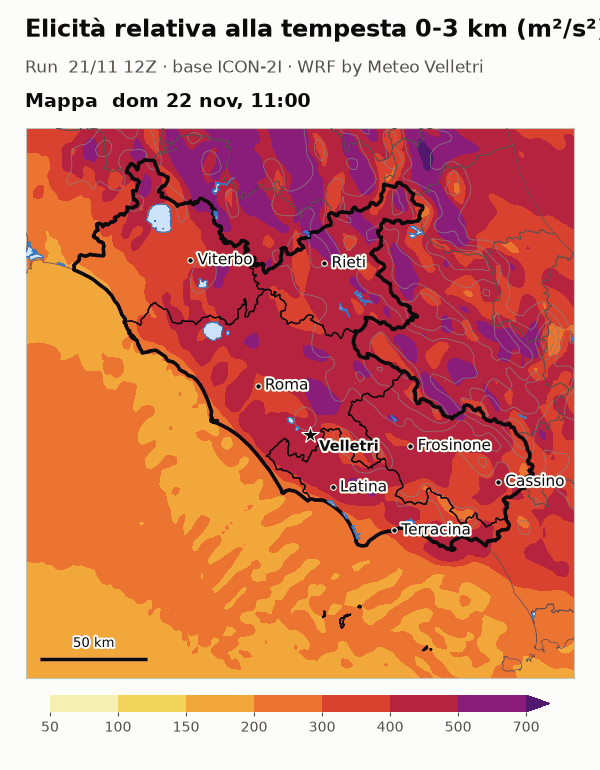 Elicità relativa alla tempesta 0-3 km (m²/s²)
Run 21/11 12Z · base ICON-2I · WRF by Meteo Velletri
Mappa dom 22 nov, 11:00
Viterbo
Rieti
Roma
Velletri
Frosinone
Latina
Cassino
Terracina
50 km
50 100 150 200 300 400 500 700